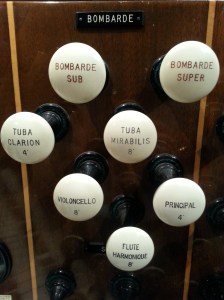 BOMBARDE
BOMBARDE
SUB
BOMBARDE
SUPER
TUBA
CLARION
4'
TUBA
MIRABILIS
8'
VIOLONCELLO
8'
PRINCIPAL
4'
FLUTE
HARMONIQUE
8'